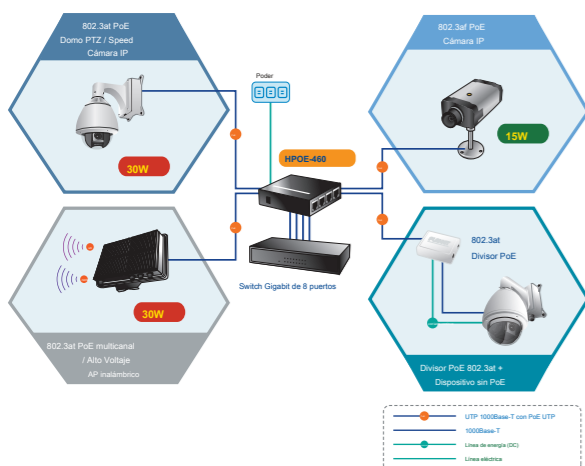 802.3at PoE
Domo PTZ / Speed
Cámara IP
30W
Poder
HPOE-460
802.3af PoE
Cámara IP
15W
30W
802.3at PoE multicanal
/ Alto Voltaje
AP inalámbrico
Switch Gigabit de 8 puertos
802.3at
Divisor PoE
Divisor PoE 802.3at +
Dispositivo sin PoE
UTP 1000Base-T con PoE UTP
1000Base-T
Línea de energía (DC)
Línea eléctrica